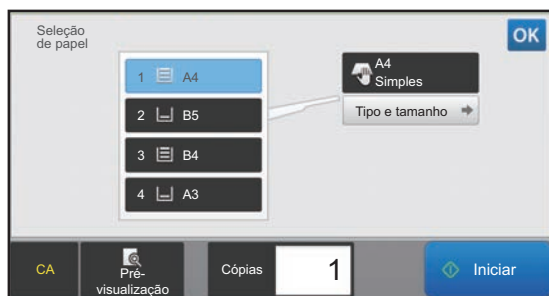 Seleção
de papel
OK
1 A4
2 B5
3 B4
4 A3
A4
Simples
Tipo e tamanho
CA
Pré-
visualização
Cópias
1
Iniciar